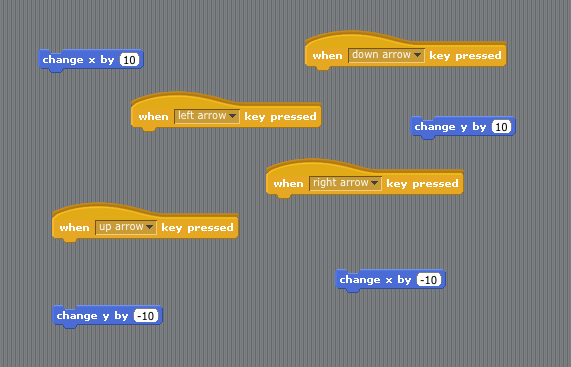 change x by 10
when down arrow key pressed
when left arrow key pressed
change y by 10
when right arrow key pressed
when up arrow key pressed
change x by -10
change y by -10